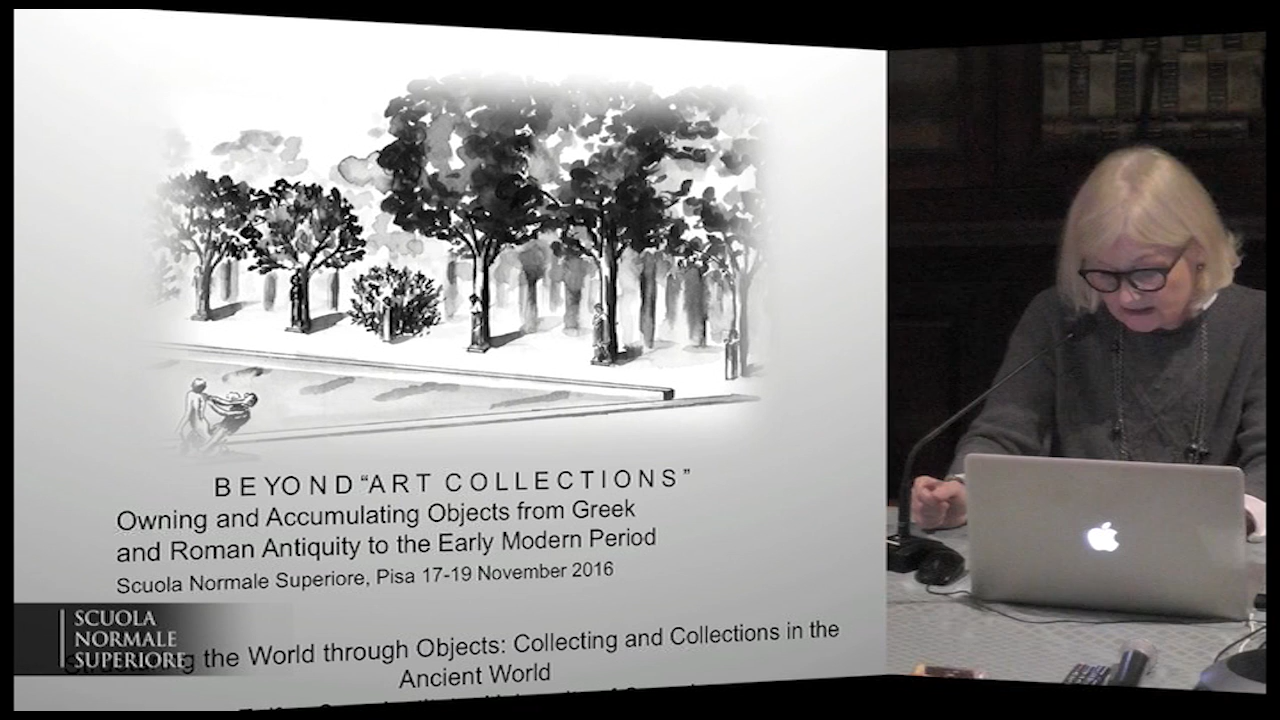 BEYOND “ART COLLECTIONS”
Owning and Accumulating Objects from Greek
and Roman Antiquity to the Early Modern Period
Scuola Normale Superiore, Pisa 17-19 November 2016
SCUOLA
NORMALE
SUPERIORE
the World through Objects: Collecting and Collections in the
Ancient World